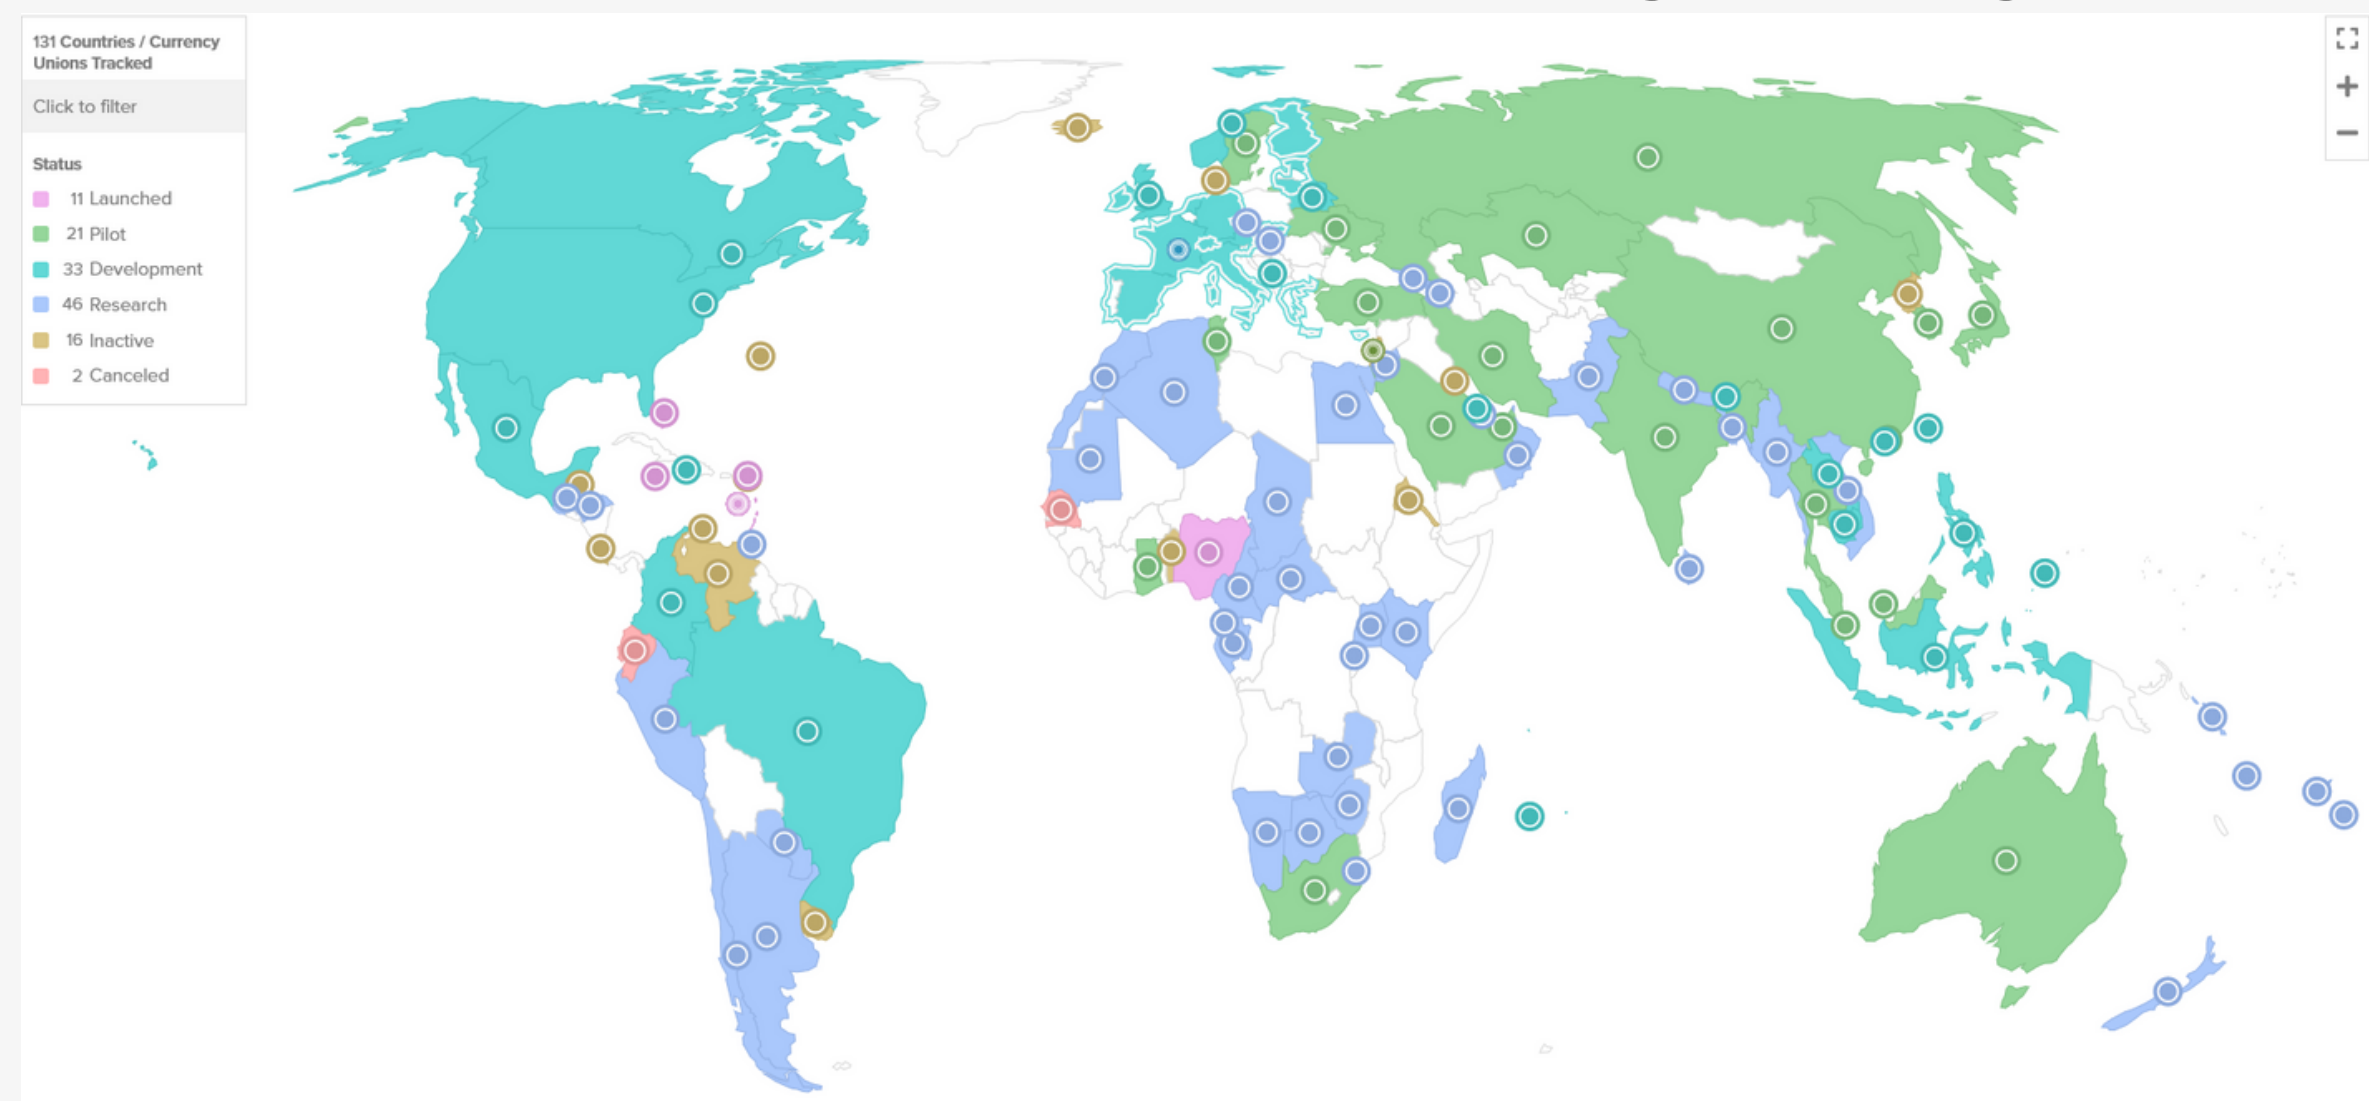 131 Countries / Currency
Unions Tracked
Click to filter
Status
11 Launched
21 Pilot
33 Development
46 Research
16 Inactive
2 Canceled